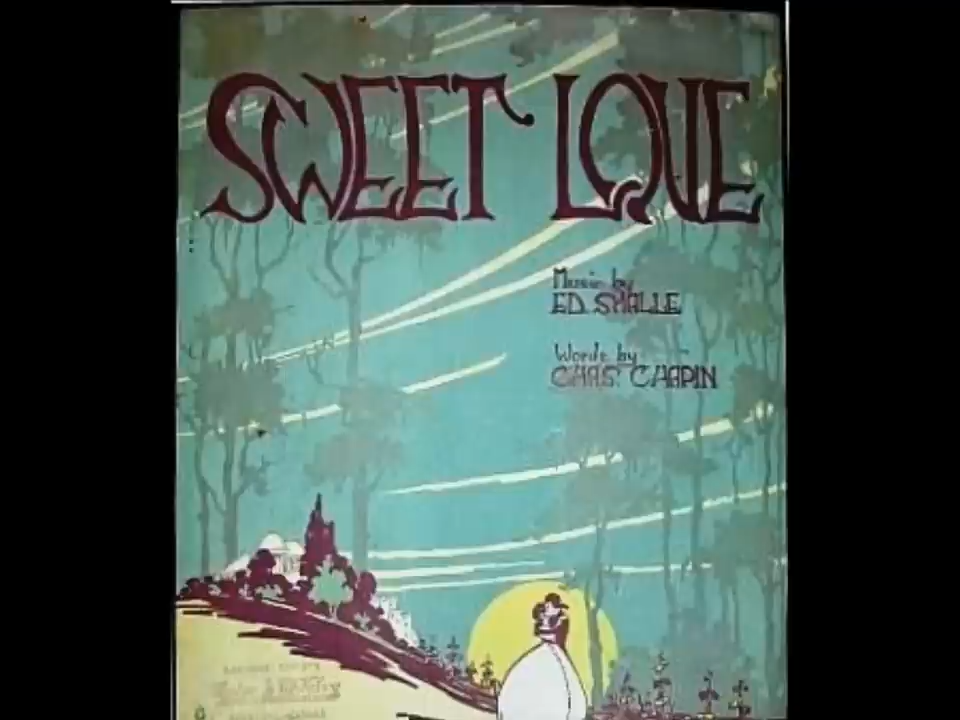 SWEET LOVE
Music by
ED. SMALLE
Words by
CHAS. CHAPIN